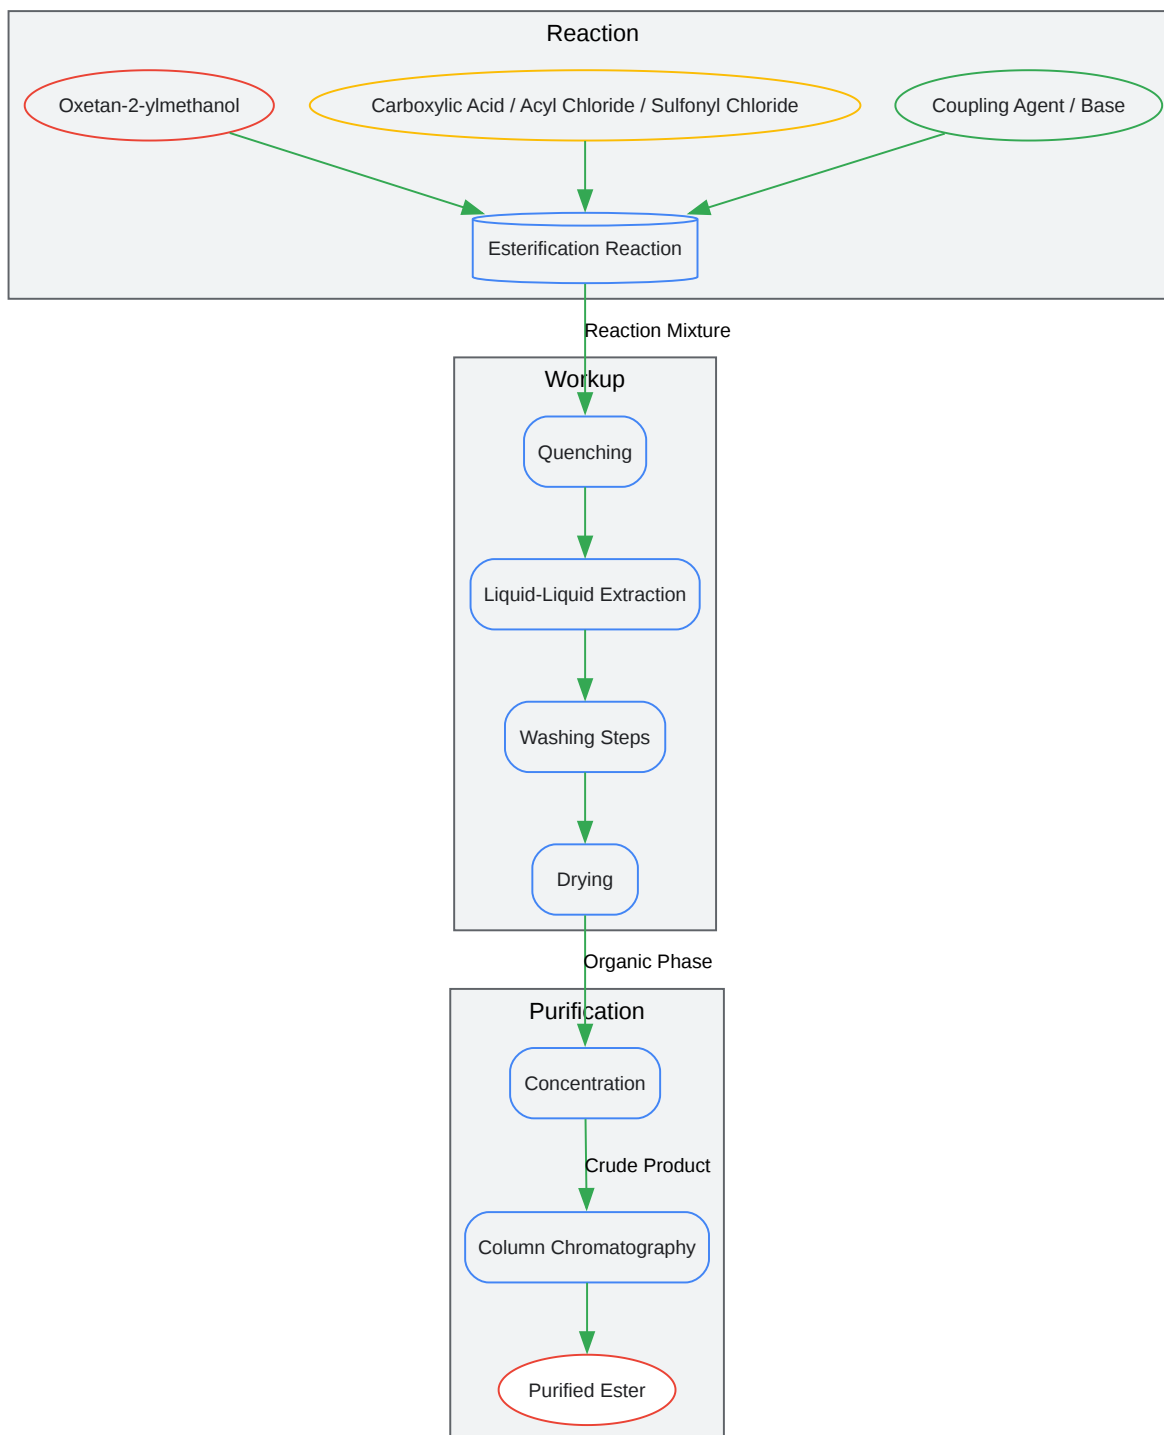 Reaction
Oxetan-2-ylmethanol
Carboxylic Acid / Acyl Chloride / Sulfonyl Chloride
Coupling Agent / Base
Esterification Reaction
Reaction Mixture
Workup
Quenching
Liquid-Liquid Extraction
Washing Steps
Drying
Organic Phase
Purification
Concentration
Crude Product
Column Chromatography
Purified Ester